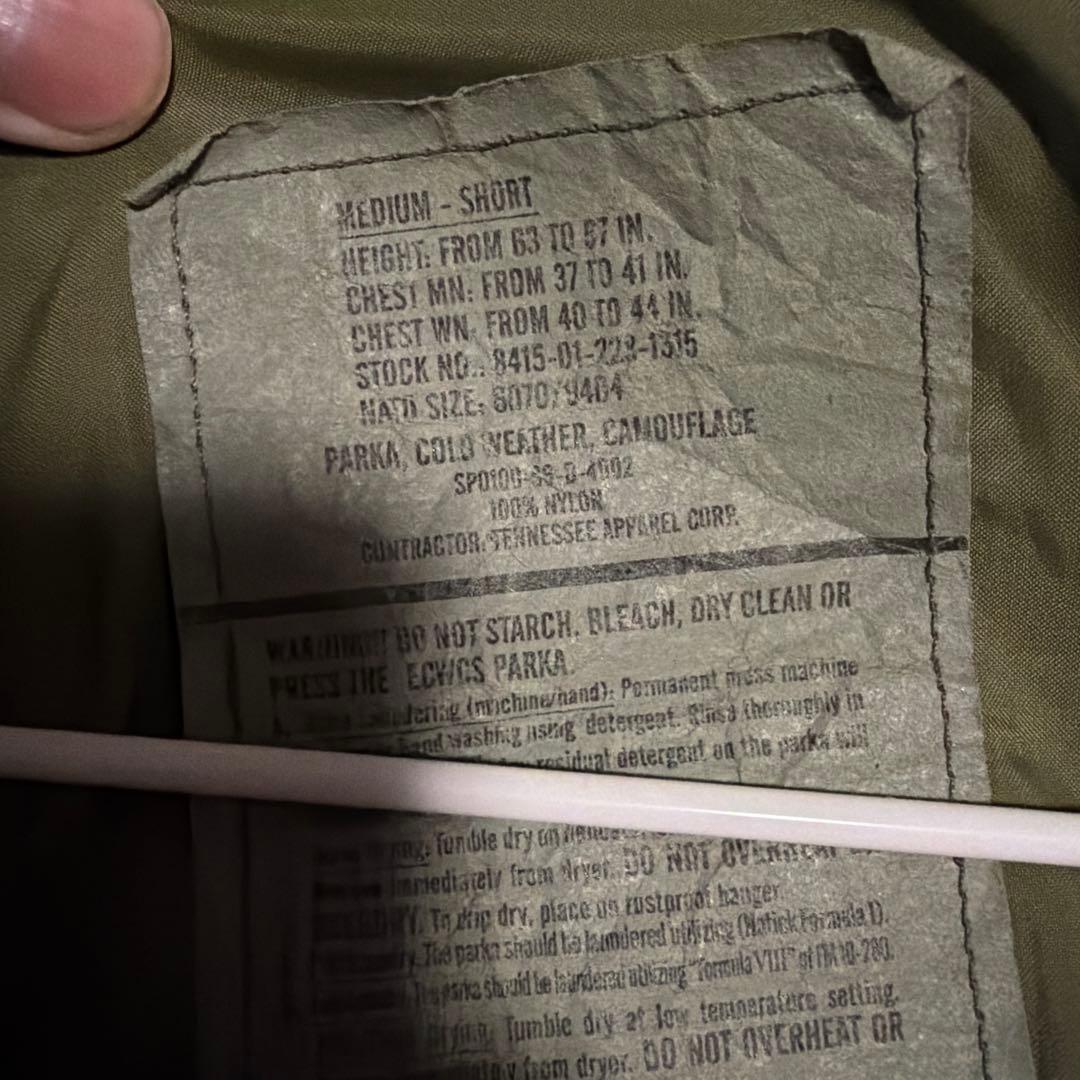 MEDIUM - SHORT
HEIGHT: FROM 63 TO 67 IN.
CHEST MN: FROM 37 TO 41 IN.
CHEST WN: FROM 40 TO 44 IN.
STOCK NO.: 8415-01-228-1315
NATO SIZE: 6070/9404
PARKA, COLD WEATHER, CAMOUFLAGE
100% NYLON
CONTRACTOR: TENNESSEE APPAREL CORP.
WARNING!! DO NOT STARCH, BLEACH, DRY CLEAN OR
PRESS THE ECWCS PARKA.
Laundering (machine/hand): Permanent press machine
hand washing using detergent. Rinse thoroughly in
residual detergent on the parka will
Tumble dry on
immediately from dryer. DO NOT OVERHEAT
To drip dry, place on rustproof hanger.
The parka should be laundered utilizing (Natick Formula I).
The parka should be laundered utilizing "Formula VIII" of FM 10-280.
Drying: Tumble dry at low temperature setting.
from dryer. DO NOT OVERHEAT OR